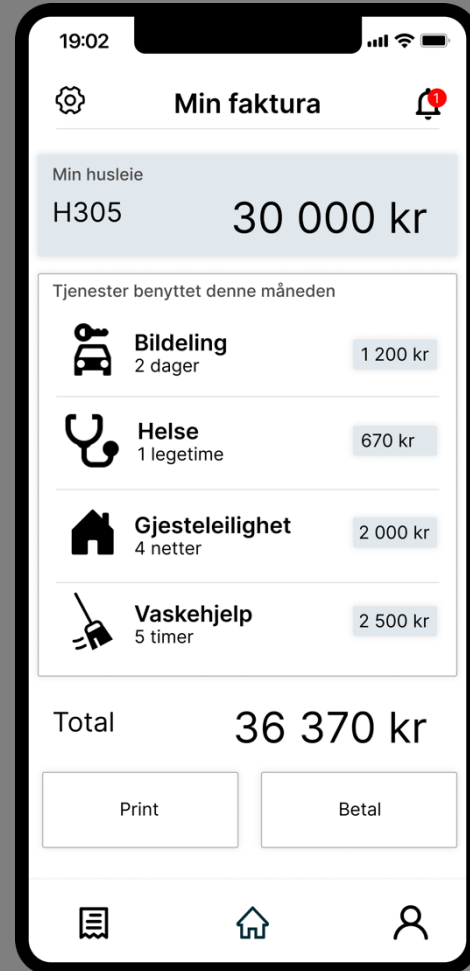 19:02
Min faktura
1
Min husleie
H305 30 000 kr
Tjenester benyttet denne måneden
Bildeling
2 dager
1 200 kr
Helse
1 legetime
670 kr
Gjesteleilighet
4 netter
2 000 kr
Vaskehjelp
5 timer
2 500 kr
Total 36 370 kr
Print Betal